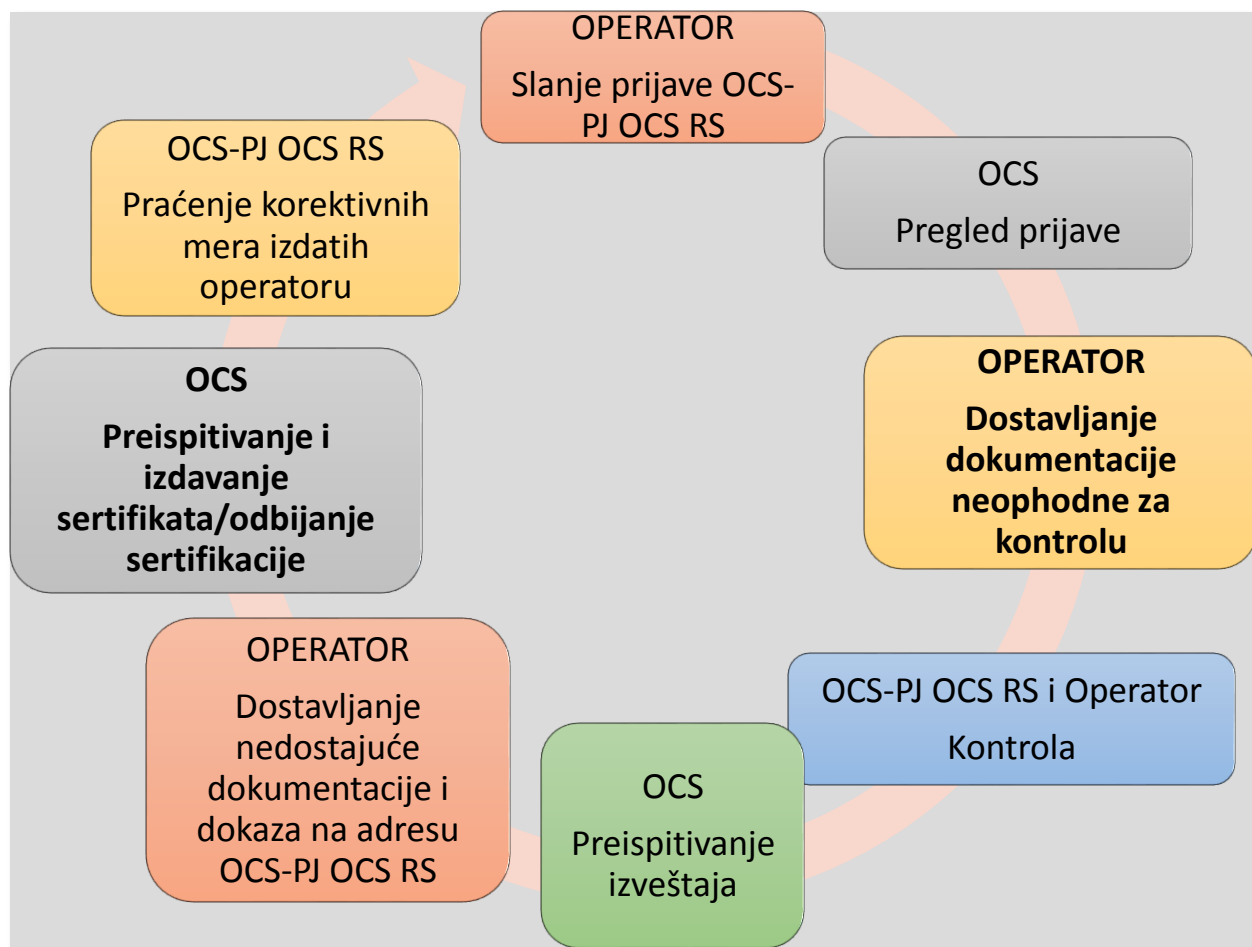 OPERATOR
Slanje prijave OCS-
PJ OCS RS
OCS
Pregled prijave
OPERATOR
Dostavljanje
dokumentacije
neophodne za
kontrolu
OCS-PJ OCS RS i Operator
Kontrola
OCS
Preispitivanje
izveštaja
OPERATOR
Dostavljanje
nedostajuće
dokumentacije i
dokaza na adresu
OCS-PJ OCS RS
OCS
Preispitivanje i
izdavanje
sertifikata/odbijanje
sertifikacije
OCS-PJ OCS RS
Praćenje korektivnih
mera izdatih
operatoru